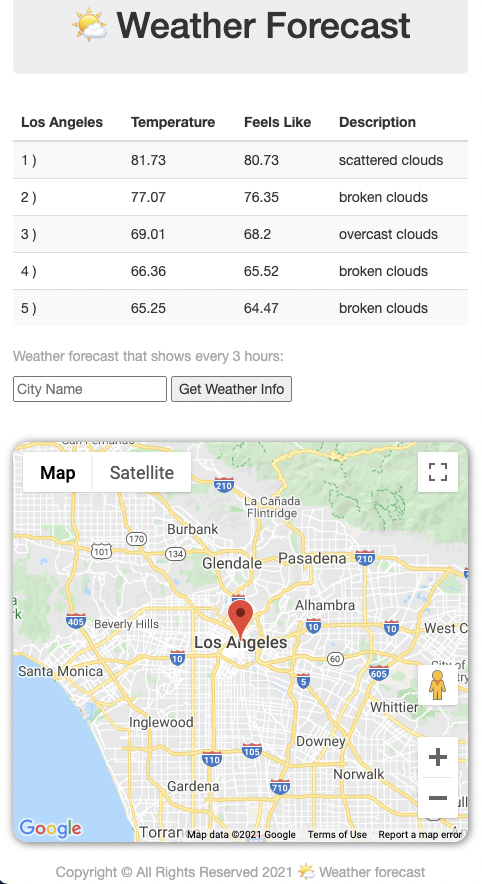 Weather Forecast
Los Angeles Temperature Feels Like Description
1 ) 81.73 80.73 scattered clouds
2 ) 77.07 76.35 broken clouds
3 ) 69.01 68.2 overcast clouds
4 ) 66.36 65.52 broken clouds
5 ) 65.25 64.47 broken clouds
Weather forecast that shows every 3 hours:
City Name Get Weather Info
Map Satellite
210
La Cañada
Flintridge
Burbank
170
101
134
Glendale
Pasadena
210
Alhambra
405
Beverly Hills
10
10
West C
Los Angeles
10
60
Santa Monica
5
605
Whittier
Inglewood
Downey
105
110
Norwalk
Gardena
710
Google
Torran
Map data ©2021 Google Terms of Use Report a map error
Copyright © All Rights Reserved 2021 Weather forecast